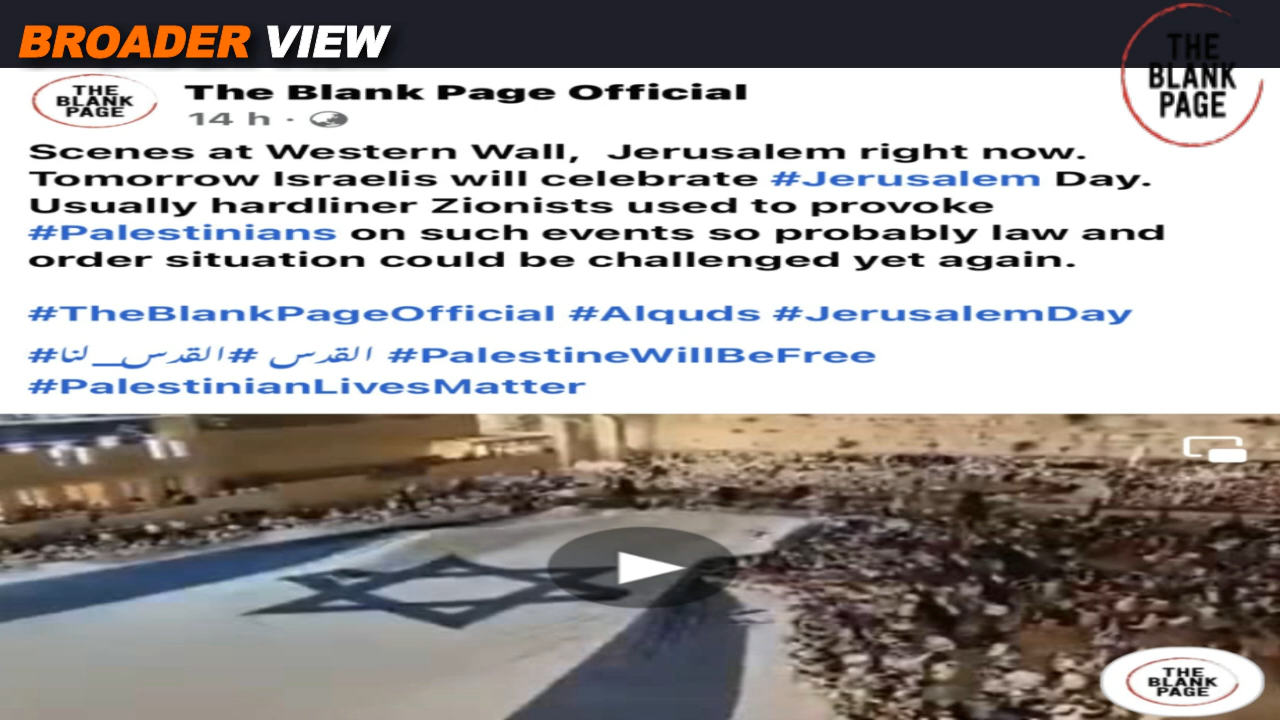 BROADER VIEW
THE
BLANK
PAGE
THE
BLANK
PAGE
The Blank Page Official
14 h ·
Scenes at Western Wall, Jerusalem right now.
Tomorrow Israelis will celebrate #Jerusalem Day.
Usually hardliner Zionists used to provoke
#Palestinians on such events so probably law and
order situation could be challenged yet again.
#TheBlankPageOfficial #Alquds #JerusalemDay
#القدس_لنا #القدس #PalestineWillBeFree
#PalestinianLivesMatter
THE
BLANK
PAGE